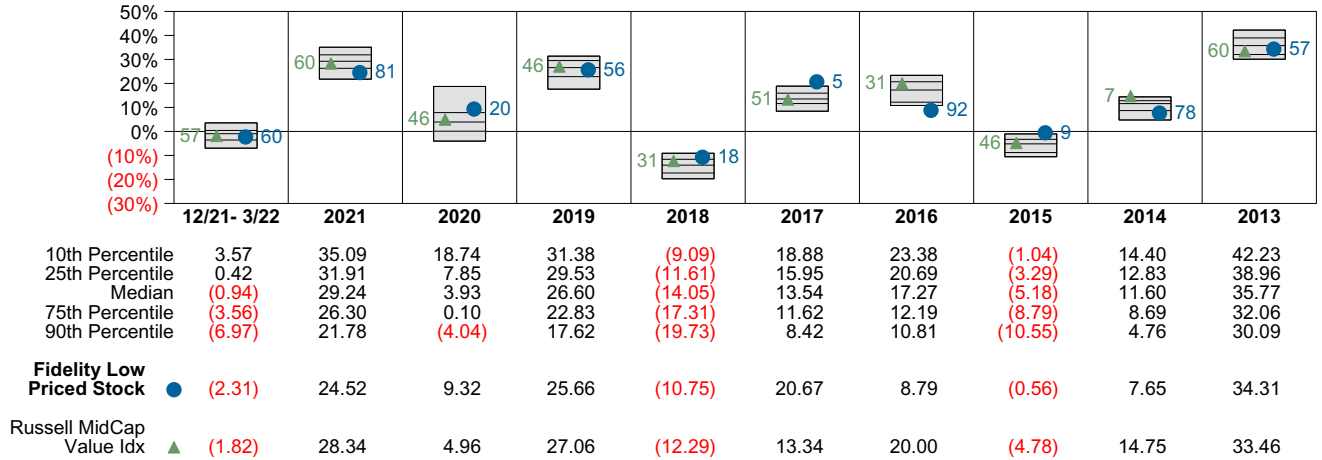 50%
40%
30%
20%
10%
0%
(10%)
(20%)
(30%)
57 60
60 81
46 20
46 56
31 18
51 5
31 92
46 9
7 78
60 57
12/21- 3/22 2021 2020 2019 2018 2017 2016 2015 2014 2013
10th Percentile 3.57 35.09 18.74 31.38 (9.09) 18.88 23.38 (1.04) 14.40 42.23
25th Percentile 0.42 31.91 7.85 29.53 (11.61) 15.95 20.69 (3.29) 12.83 38.96
Median (0.94) 29.24 3.93 26.60 (14.05) 13.54 17.27 (5.18) 11.60 35.77
75th Percentile (3.56) 26.30 0.10 22.83 (17.31) 11.62 12.19 (8.79) 8.69 32.06
90th Percentile (6.97) 21.78 (4.04) 17.62 (19.73) 8.42 10.81 (10.55) 4.76 30.09
Fidelity Low
Priced Stock (2.31) 24.52 9.32 25.66 (10.75) 20.67 8.79 (0.56) 7.65 34.31
Russell MidCap
Value Idx (1.82) 28.34 4.96 27.06 (12.29) 13.34 20.00 (4.78) 14.75 33.46